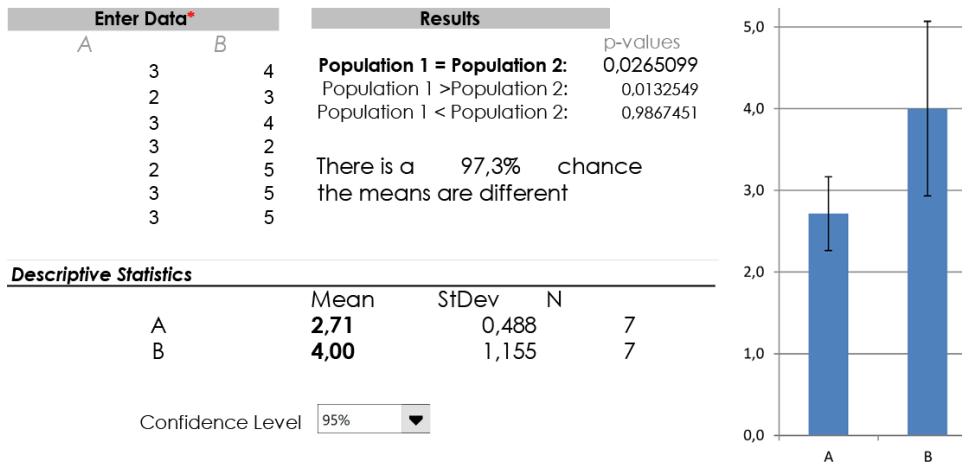 Enter Data*
A B
3 4
2 3
3 4
3 2
2 5
3 5
3 5
Results
p-values
Population 1 = Population 2: 0,0265099
Population 1 >Population 2: 0,0132549
Population 1 < Population 2: 0,9867451
There is a 97,3% chance
the means are different
Descriptive Statistics
Mean StDev N
A 2,71 0,488 7
B 4,00 1,155 7
Confidence Level 95%
5,0
4,0
3,0
2,0
1,0
0,0
A B